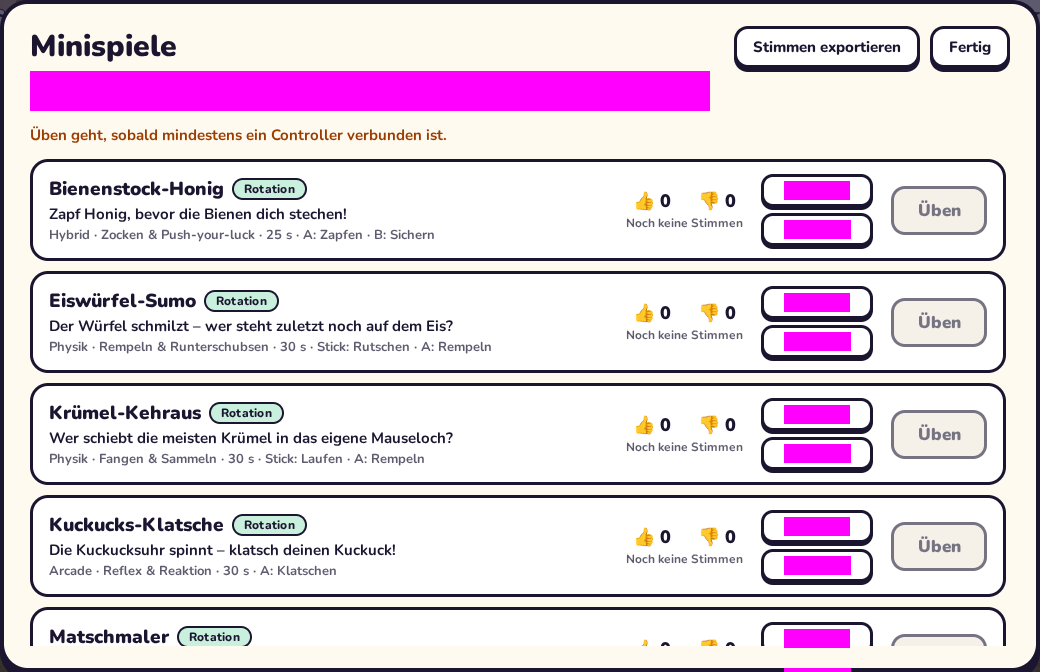 Minispiele
Stimmen exportieren
Fertig
Üben geht, sobald mindestens ein Controller verbunden ist.
Bienenstock-Honig Rotation
Zapf Honig, bevor die Bienen dich stechen!
Hybrid · Zocken & Push-your-luck · 25 s · A: Zapfen · B: Sichern
👍 0 👎 0
Noch keine Stimmen
Üben
Eiswürfel-Sumo Rotation
Der Würfel schmilzt – wer steht zuletzt noch auf dem Eis?
Physik · Rempeln & Runterschubsen · 30 s · Stick: Rutschen · A: Rempeln
👍 0 👎 0
Noch keine Stimmen
Üben
Krümel-Kehraus Rotation
Wer schiebt die meisten Krümel in das eigene Mauseloch?
Physik · Fangen & Sammeln · 30 s · Stick: Laufen · A: Rempeln
👍 0 👎 0
Noch keine Stimmen
Üben
Kuckucks-Klatsche Rotation
Die Kuckucksuhr spinnt – klatsch deinen Kuckuck!
Arcade · Reflex & Reaktion · 30 s · A: Klatschen
👍 0 👎 0
Noch keine Stimmen
Üben
Matschmaler Rotation